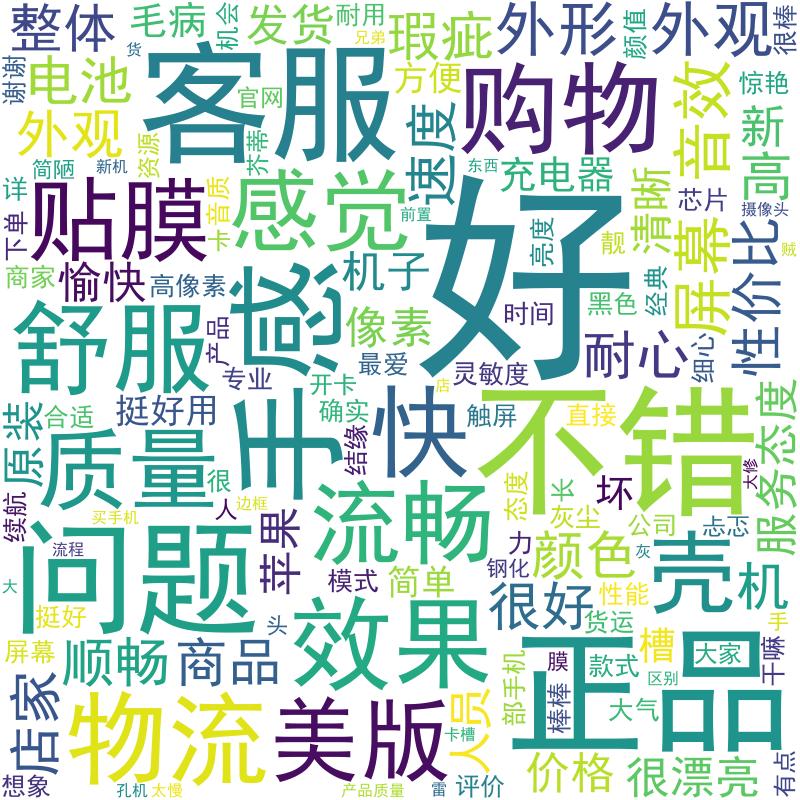 整体
毛病
机会
发货
耐用
兄弟
瑕疵
外形
颜值
外观
很棒
货
谢谢
电池
客服
官网
方便
购物
音效
惊艳
外观
资源
芥蒂
速度
新
简陋
新机
东西
充电器
清晰
高
详
贴膜
音质
感觉
前置
好
芯片
摄像头
下单
卡
亮度
靓
屏幕
性价比
贼
商家
愉快
高像素
感
机子
时间
黑色
经典
舒服
产品
像素
耐心
细心
最爱
灵敏度
专业
开卡
店
原装
合适
挺好用
手
确实
快
触屏
不错
直接
服务态度
质量
很
结缘
大修
续航
人
边框
流畅
态度
长
坏
买手机
苹果
灰尘
公司
忐忑
问题
流程
力
颜色
灰
壳
机
大
模式
简单
钢化
很好
性能
挺好
头
效果
货运
手
屏幕
顺畅
商品
正品
膜
款式
槽
大家
干嘛
店家
部手机
区别
物流
美版
人员
棒棒
大气
卡槽
价格
很漂亮
有点
想象
孔机
太慢
产品质量
雷
评价